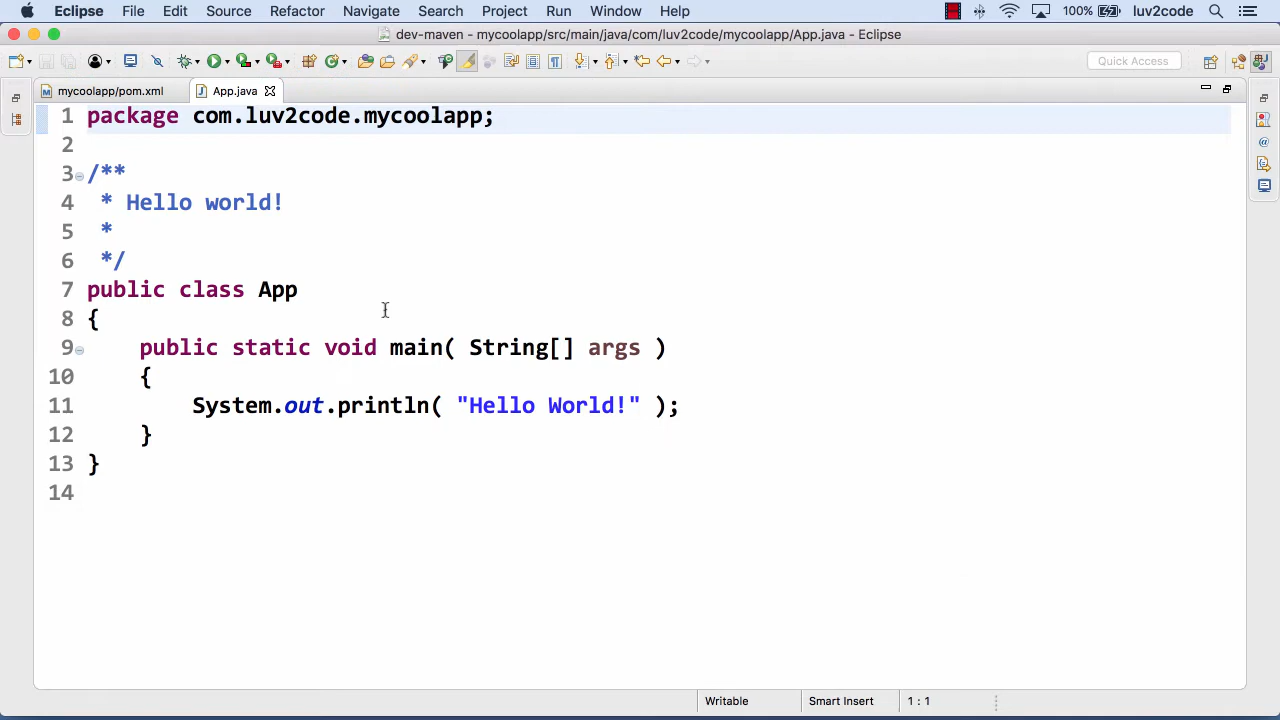 Eclipse File Edit Source Refactor Navigate Search Project Run Window Help 100% luv2code
dev-maven - mycoolapp/src/main/java/com/luv2code/mycoolapp/App.java - Eclipse
Quick Access
mycoolapp/pom.xml App.java
1 package com.luv2code.mycoolapp;
2
3 /**
4 * Hello world!
5 *
6 */
7 public class App
8 {
9 public static void main( String[] args )
10 {
11 System.out.println( "Hello World!" );
12 }
13 }
14
Writable Smart Insert 1 : 1